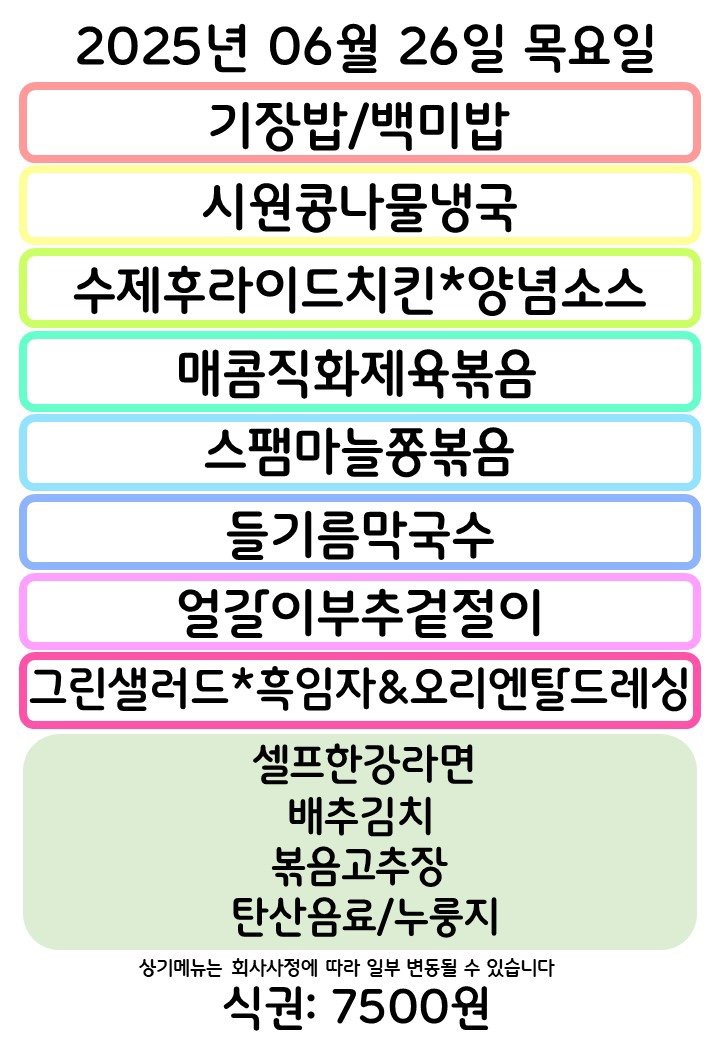 2025년 06월 26일 목요일
기장밥/백미밥
시원콩나물냉국
수제후라이드치킨*양념소스
매콤직화제육볶음
스팸마늘쫑볶음
들기름막국수
얼갈이부추겉절이
그린샐러드*흑임자&오리엔탈드레싱
셀프한강라면
배추김치
볶음고추장
탄산음료/누룽지
상기메뉴는 회사사정에 따라 일부 변동될 수 있습니다
식권: 7500원